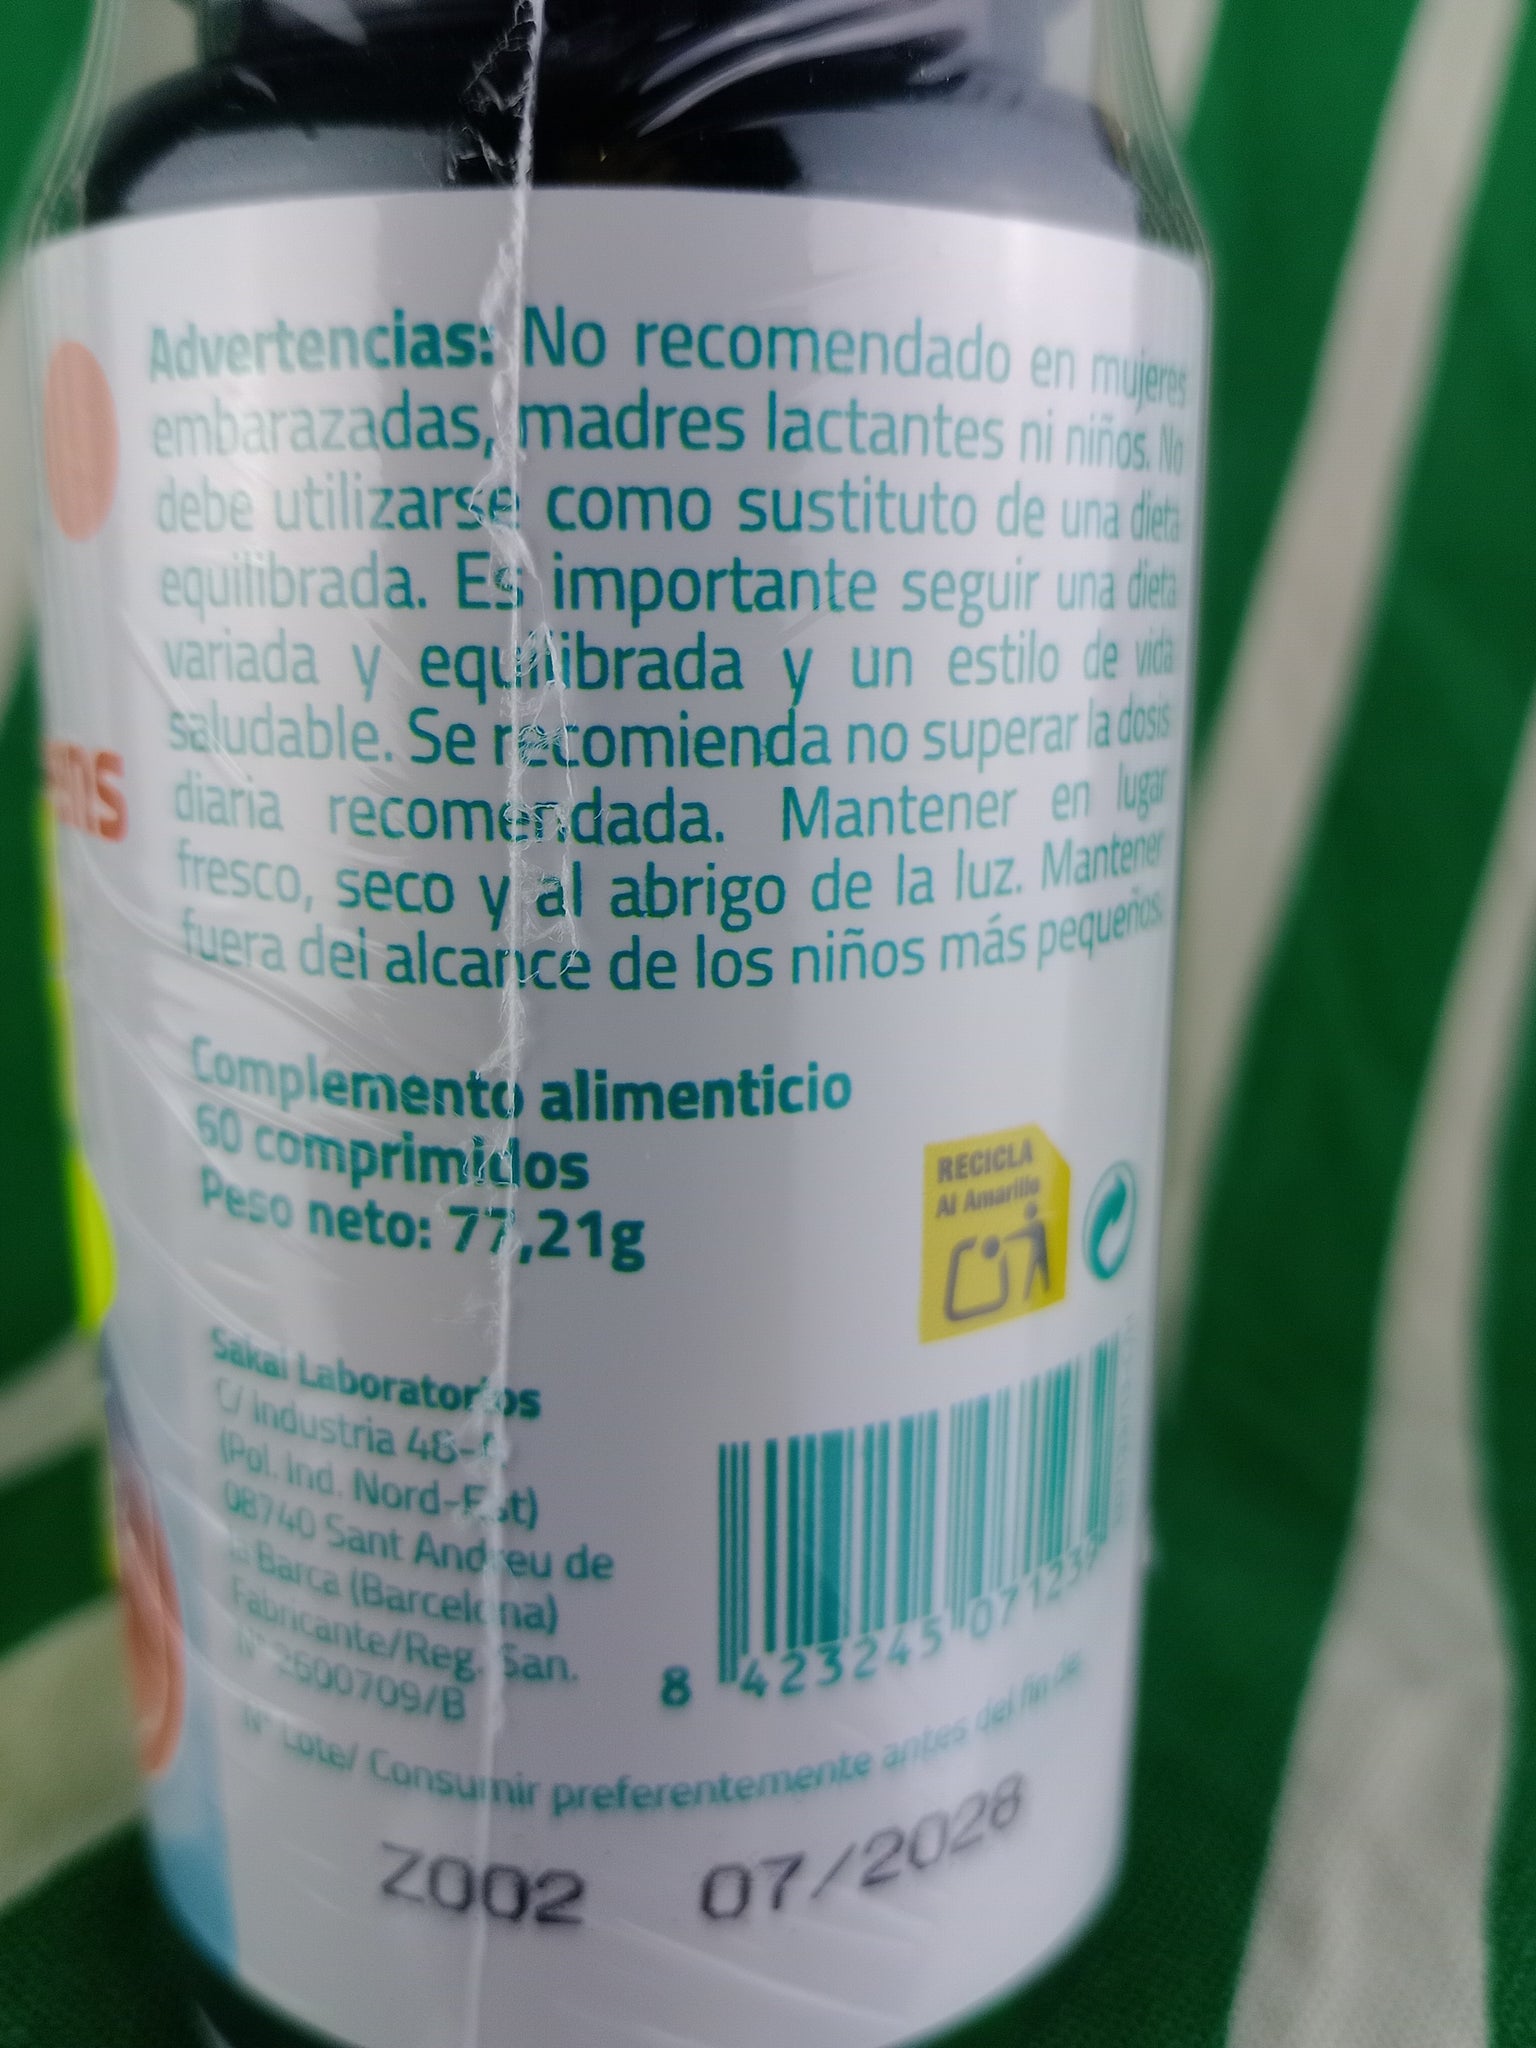 Advertencias: No recomendado en mujeres
embarazadas, madres lactantes ni niños. No
debe utilizarse como sustituto de una dieta
equilibrada. Es importante seguir una dieta
variada y equilibrada y un estilo de vida
saludable. Se recomienda no superar la dosis
diaria recomendada. Mantener en lugar
fresco, seco y al abrigo de la luz. Mantener
fuera del alcance de los niños más pequeños.
Complemento alimenticio
60 comprimidos
Peso neto: 77,21g
RECICLA
Al Amarillo
Sakai Laboratorios
C/ Industria 48-
(Pol. Ind. Nord-Est)
08740 Sant Andreu de
la Barca (Barcelona)
Fabricante/Reg. San.
Nº 2600709/B
8 423245 071239
Nº Lote/ Consumir preferentemente antes del fin de:
Z002 07/2028